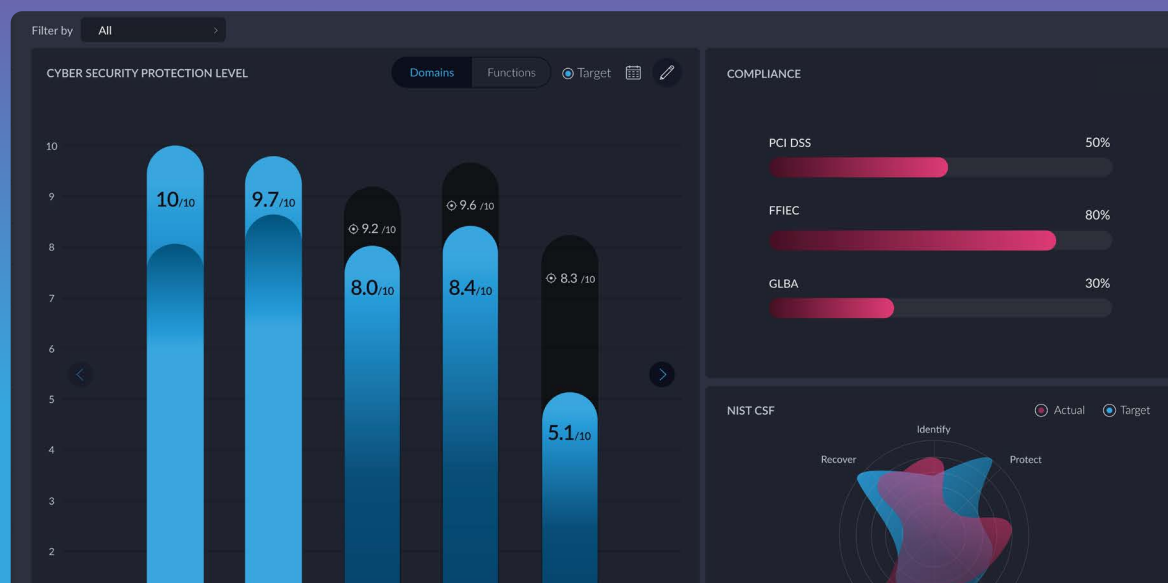 Filter by All
CYBER SECURITY PROTECTION LEVEL
Domains Functions Target
10
9
8
7
6
5
4
3
2
10/10
9.7/10
9.2 /10
8.0/10
9.6 /10
8.4/10
8.3 /10
5.1/10
COMPLIANCE
PCI DSS 50%
FFIEC 80%
GLBA 30%
NIST CSF
Actual Target
Identify
Recover Protect